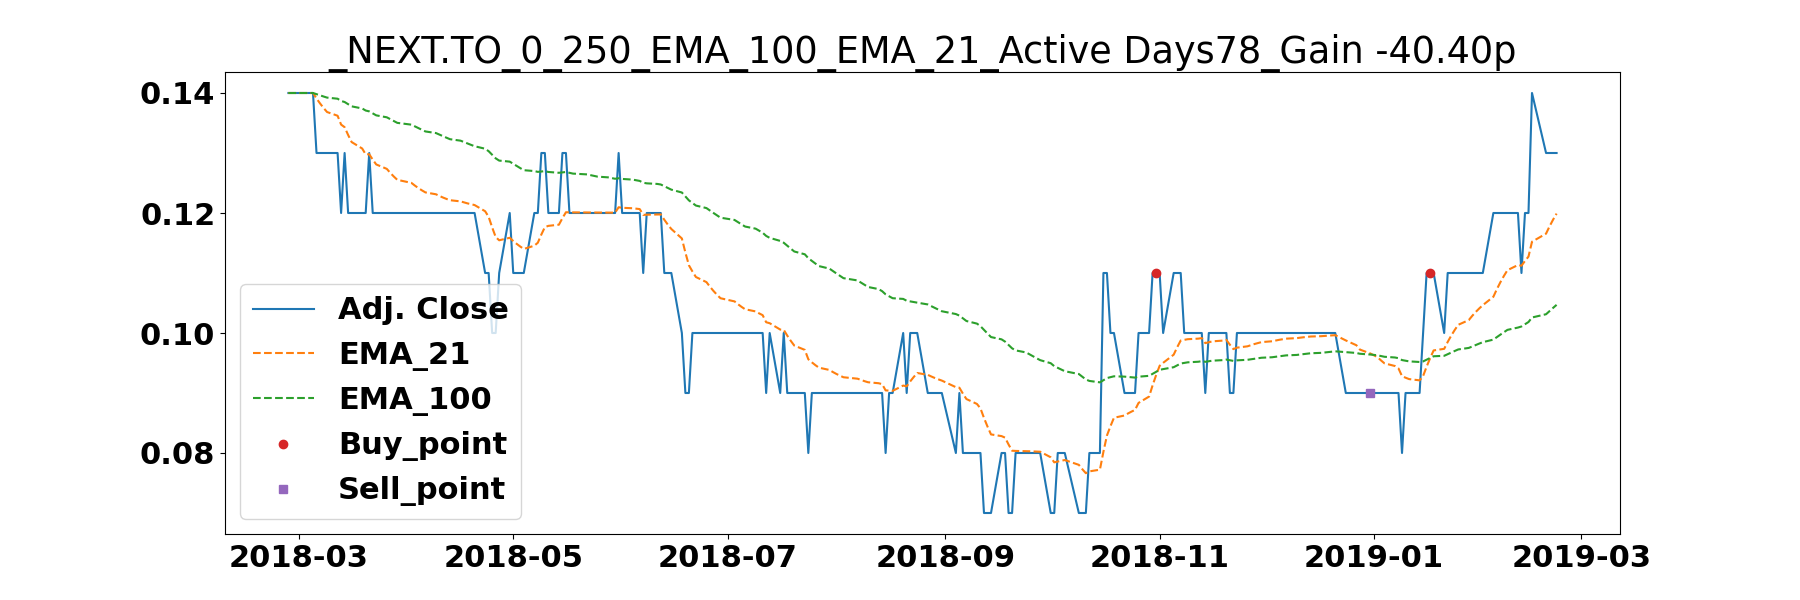 _NEXT.TO_0_250_EMA_100_EMA_21_Active Days78_Gain -40.40p
0.14
0.12
0.10
0.08
Adj. Close
EMA_21
EMA_100
Buy_point
Sell_point
2018-03 2018-05 2018-07 2018-09 2018-11 2019-01 2019-03